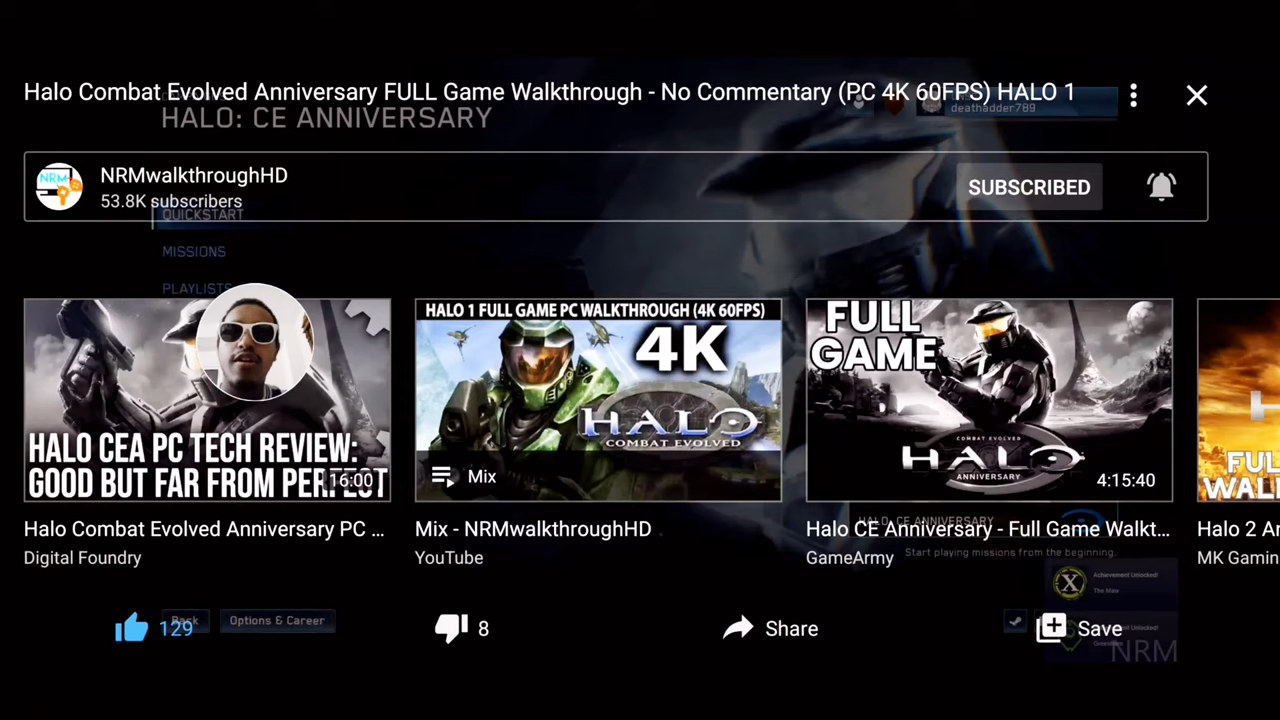 Halo Combat Evolved Anniversary FULL Game Walkthrough - No Commentary (PC 4K 60FPS) HALO 1
HALO: CE ANNIVERSARY
deathadder789
NRM
NRMwalkthroughHD
53.8K subscribers
SUBSCRIBED
QUICKSTART
MISSIONS
PLAYLISTS
HALO CEA PC TECH REVIEW:
GOOD BUT FAR FROM PERFECT
16:00
HALO 1 FULL GAME PC WALKTHROUGH (4K 60FPS)
4K
HALO
COMBAT EVOLVED
Mix
FULL
GAME
COMBAT EVOLVED
HALO
ANNIVERSARY
4:15:40
H
FUL
WAL
Halo Combat Evolved Anniversary PC ...
Digital Foundry
Mix - NRMwalkthroughHD
YouTube
Halo CE Anniversary - Full Game Walkt...
GameArmy
Halo 2 An
MK Gamin
HALO: CE ANNIVERSARY
Start playing missions from the beginning.
X
Achievement Unlocked!
The Maw
129
Back
Options & Career
8
Share
Save
NRM